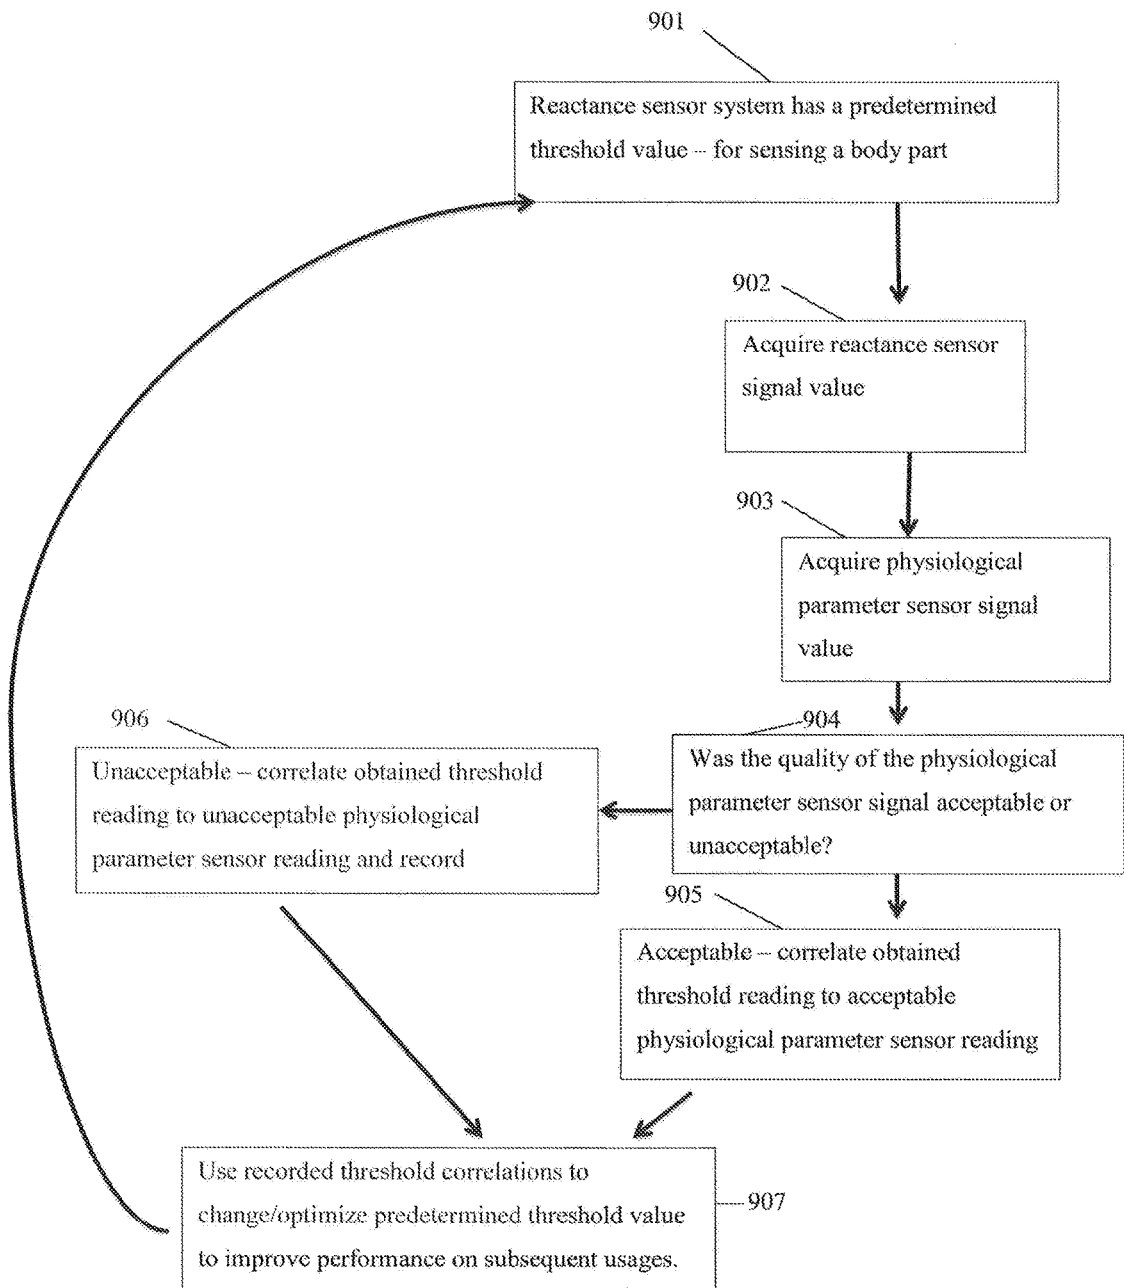 901
Reactance sensor system has a predetermined
threshold value – for sensing a body part
902
Acquire reactance sensor
signal value
903
Acquire physiological
parameter sensor signal
value
904
Was the quality of the physiological
parameter sensor signal acceptable or
unacceptable?
906
Unacceptable – correlate obtained threshold
reading to unacceptable physiological
parameter sensor reading and record
905
Acceptable – correlate obtained
threshold reading to acceptable
physiological parameter sensor reading
Use recorded threshold correlations to
change/optimize predetermined threshold value
to improve performance on subsequent usages.
907